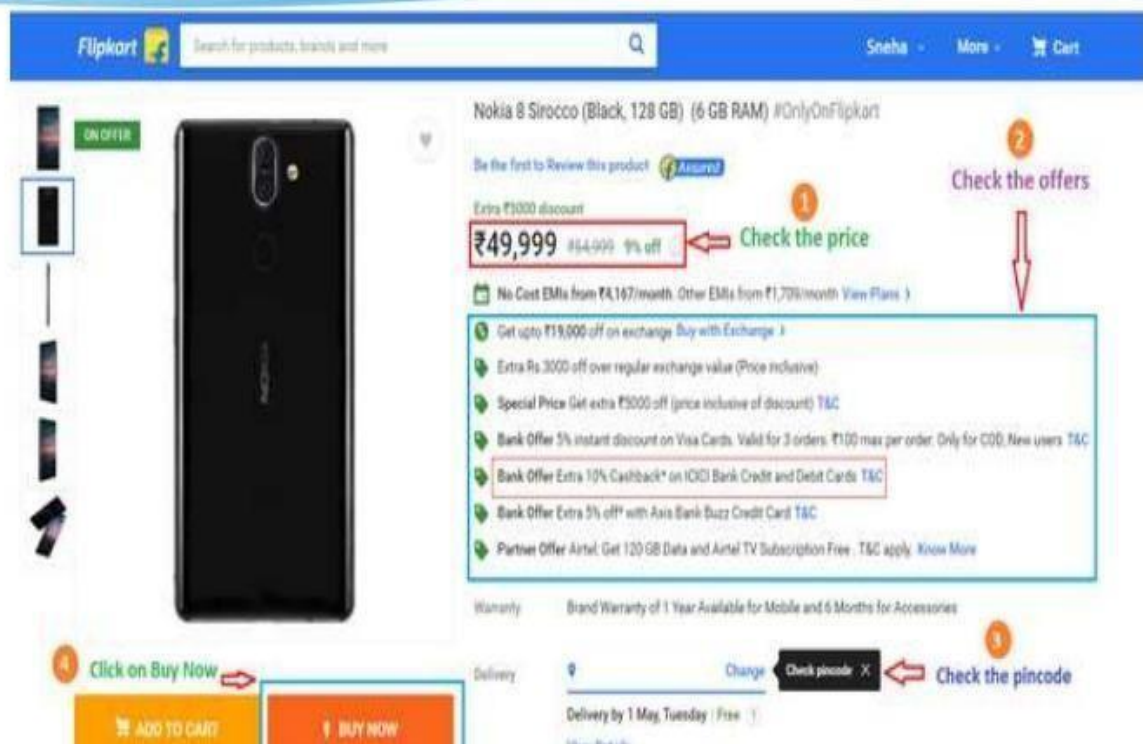 Flipkart
Search for products, brands and more
Sneha
More
Cart
ON OFFER
NOKIA
Nokia 8 Sirocco (Black, 128 GB) (6 GB RAM) #OnlyOnFlipkart
Be the first to Review this product Assured
Extra ₹5000 discount
₹49,999 ₹54,999 9% off
1
Check the price
2
Check the offers
No Cost EMIs from ₹4,167/month. Other EMIs from ₹1,709/month View Plans >
Get upto ₹19,000 off on exchange Buy with Exchange >
Extra Rs.3000 off over regular exchange value (Price inclusive)
Special Price Get extra ₹5000 off (price inclusive of discount) T&C
Bank Offer 5% instant discount on Visa Cards. Valid for 3 orders. ₹100 max per order. Only for COD, New users T&C
Bank Offer Extra 10% Cashback* on ICICI Bank Credit and Debit Cards T&C
Bank Offer Extra 5% off* with Axis Bank Buzz Credit Card T&C
Partner Offer Airtel: Get 120 GB Data and Airtel TV Subscription Free . T&C apply. Know More
Warranty Brand Warranty of 1 Year Available for Mobile and 6 Months for Accessories
3
Delivery Change Check pincode X Check the pincode
Delivery by 1 May, Tuesday | Free
View Details
4 Click on Buy Now
ADD TO CART
BUY NOW